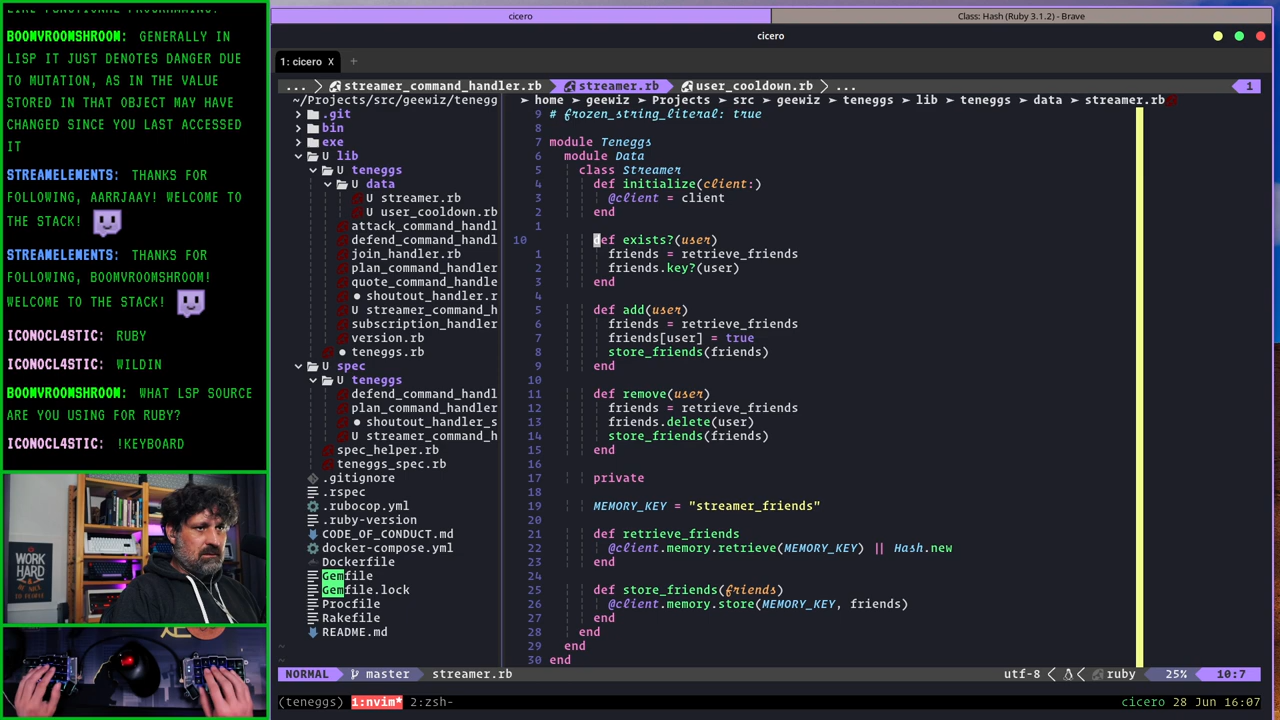 BOOMVROOMSHROOM: GENERALLY IN
LISP IT JUST DENOTES DANGER DUE
TO MUTATION, AS IN THE VALUE
STORED IN THAT OBJECT MAY HAVE
CHANGED SINCE YOU LAST ACCESSED
IT
STREAMELEMENTS: THANKS FOR
FOLLOWING, AARRJAAY! WELCOME TO
THE STACK!
STREAMELEMENTS: THANKS FOR
FOLLOWING, BOOMVROOMSHROOM!
WELCOME TO THE STACK!
ICONOCL4STIC: RUBY
ICONOCL4STIC: WILDIN
BOOMVROOMSHROOM: WHAT LSP SOURCE
ARE YOU USING FOR RUBY?
ICONOCL4STIC: !KEYBOARD
WORK
HARD
cicero
Class: Hash (Ruby 3.1.2) - Brave
cicero
1: cicero X +
... streamer_command_handler.rb streamer.rb user_cooldown.rb ... 1
~/Projects/src/geewiz/tenegg
.git
bin
exe
U lib
U teneggs
U data
U streamer.rb
U user_cooldown.rb
attack_command_handl
defend_command_handl
join_handler.rb
plan_command_handler
quote_command_handle
● shoutout_handler.r
U streamer_command_h
subscription_handler
version.rb
● teneggs.rb
U spec
U teneggs
defend_command_handl
plan_command_handler
● shoutout_handler_s
U streamer_command_h
spec_helper.rb
teneggs_spec.rb
.gitignore
.rspec
.rubocop.yml
.ruby-version
CODE_OF_CONDUCT.md
docker-compose.yml
Dockerfile
Gemfile
Gemfile.lock
Procfile
Rakefile
README.md
~
~
➤ home ➤ geewiz ➤ Projects ➤ src ➤ geewiz ➤ teneggs ➤ lib ➤ teneggs ➤ data ➤ streamer.rb
9 # frozen_string_literal: true
8
7 module Teneggs
6 module Data
5 class Streamer
4 def initialize(client:)
3 @client = client
2 end
1
10 def exists?(user)
1 friends = retrieve_friends
2 friends.key?(user)
3 end
4
5 def add(user)
6 friends = retrieve_friends
7 friends[user] = true
8 store_friends(friends)
9 end
10
11 def remove(user)
12 friends = retrieve_friends
13 friends.delete(user)
14 store_friends(friends)
15 end
16
17 private
18
19 MEMORY_KEY = "streamer_friends"
20
21 def retrieve_friends
22 @client.memory.retrieve(MEMORY_KEY) || Hash.new
23 end
24
25 def store_friends(friends)
26 @client.memory.store(MEMORY_KEY, friends)
27 end
28 end
29 end
30 end
NORMAL master streamer.rb utf-8 ruby 25% 10:7
(teneggs) 1:nvim* 2:zsh- cicero 28 Jun 16:07